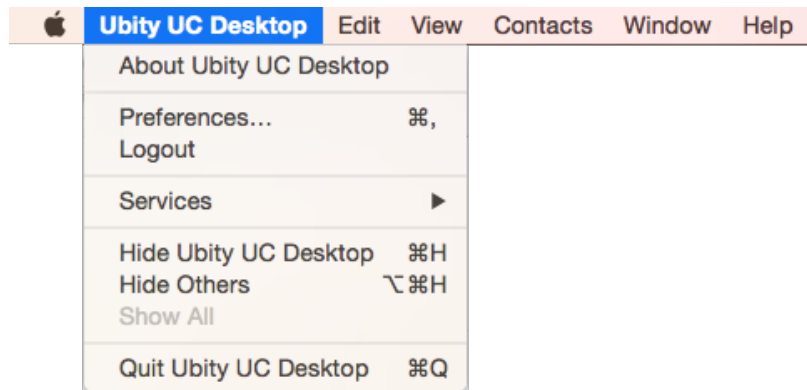 Ubity UC Desktop Edit View Contacts Window Help
About Ubity UC Desktop
Preferences... ⌘,
Logout
Services ▶
Hide Ubity UC Desktop ⌘H
Hide Others ⌥⌘H
Show All
Quit Ubity UC Desktop ⌘Q